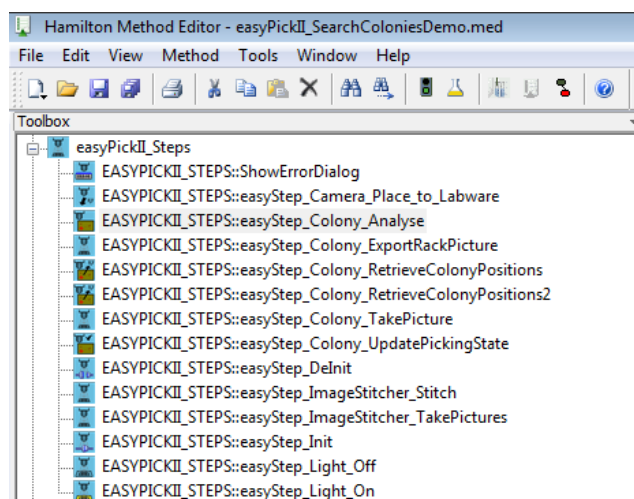 Hamilton Method Editor - easyPickII_SearchColoniesDemo.med
File Edit View Method Tools Window Help
Toolbox
easyPickII_Steps
EASYPICKII_STEPS::ShowErrorDialog
EASYPICKII_STEPS::easyStep_Camera_Place_to_Labware
EASYPICKII_STEPS::easyStep_Colony_Analyse
EASYPICKII_STEPS::easyStep_Colony_ExportRackPicture
EASYPICKII_STEPS::easyStep_Colony_RetrieveColonyPositions
EASYPICKII_STEPS::easyStep_Colony_RetrieveColonyPositions2
EASYPICKII_STEPS::easyStep_Colony_TakePicture
EASYPICKII_STEPS::easyStep_Colony_UpdatePickingState
EASYPICKII_STEPS::easyStep_DeInit
EASYPICKII_STEPS::easyStep_ImageStitcher_Stitch
EASYPICKII_STEPS::easyStep_ImageStitcher_TakePictures
EASYPICKII_STEPS::easyStep_Init
EASYPICKII_STEPS::easyStep_Light_Off
EASYPICKII_STEPS::easyStep_Light_On